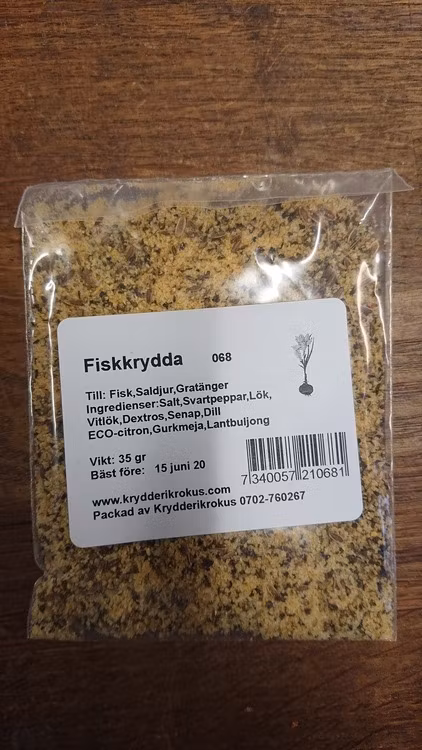 Fiskkrydda 068
Till: Fisk,Saldjur,Gratänger
Ingredienser:Salt,Svartpeppar,Lök,
Vitlök,Dextros,Senap,Dill
ECO-citron,Gurkmeja,Lantbuljong
Vikt: 35 gr
Bäst före: 15 juni 20
7 340057 210681
www.krydderikrokus.com
Packad av Krydderikrokus 0702-760267